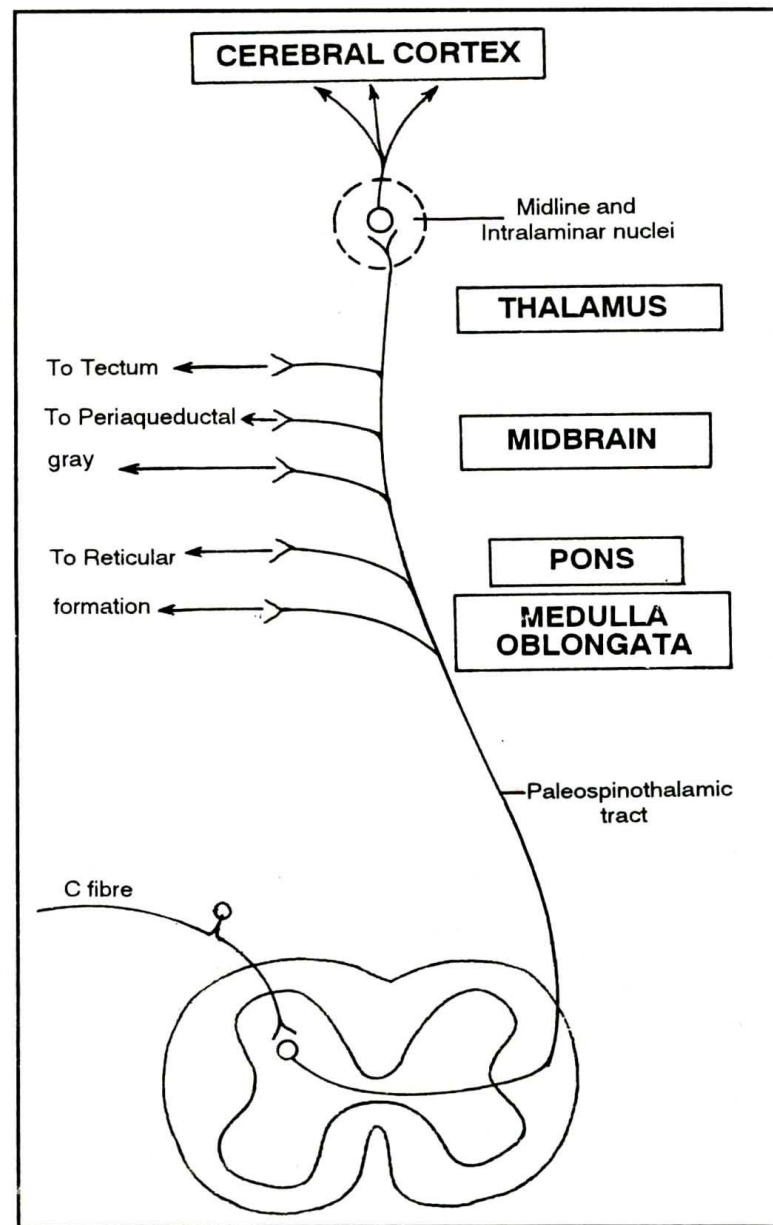 CEREBRAL CORTEX
Midline and
Intralaminar nuclei
THALAMUS
To Tectum
To Periaqueductal
gray
MIDBRAIN
To Reticular
formation
PONS
MEDULLA
OBLONGATA
Paleospinothalamic
tract
C fibre